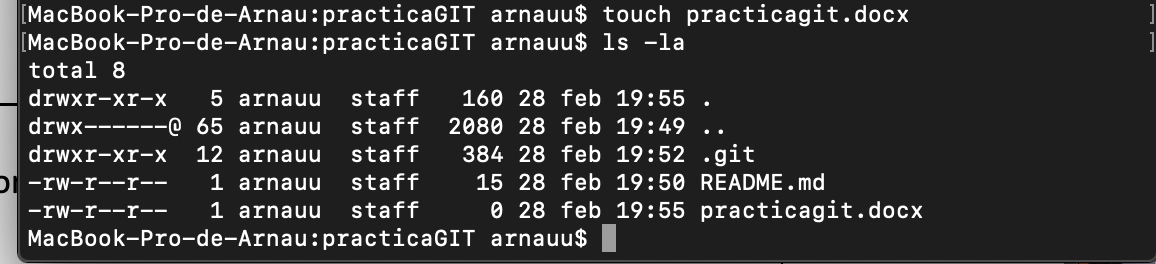 [MacBook-Pro-de-Arnau:practicaGIT arnauu$ touch practicagit.docx ]
[MacBook-Pro-de-Arnau:practicaGIT arnauu$ ls -la ]
total 8
drwxr-xr-x   5 arnauu  staff   160 28 feb 19:55 .
drwx------@ 65 arnauu  staff  2080 28 feb 19:49 ..
drwxr-xr-x  12 arnauu  staff   384 28 feb 19:52 .git
-rw-r--r--   1 arnauu  staff    15 28 feb 19:50 README.md
-rw-r--r--   1 arnauu  staff     0 28 feb 19:55 practicagit.docx
MacBook-Pro-de-Arnau:practicaGIT arnauu$